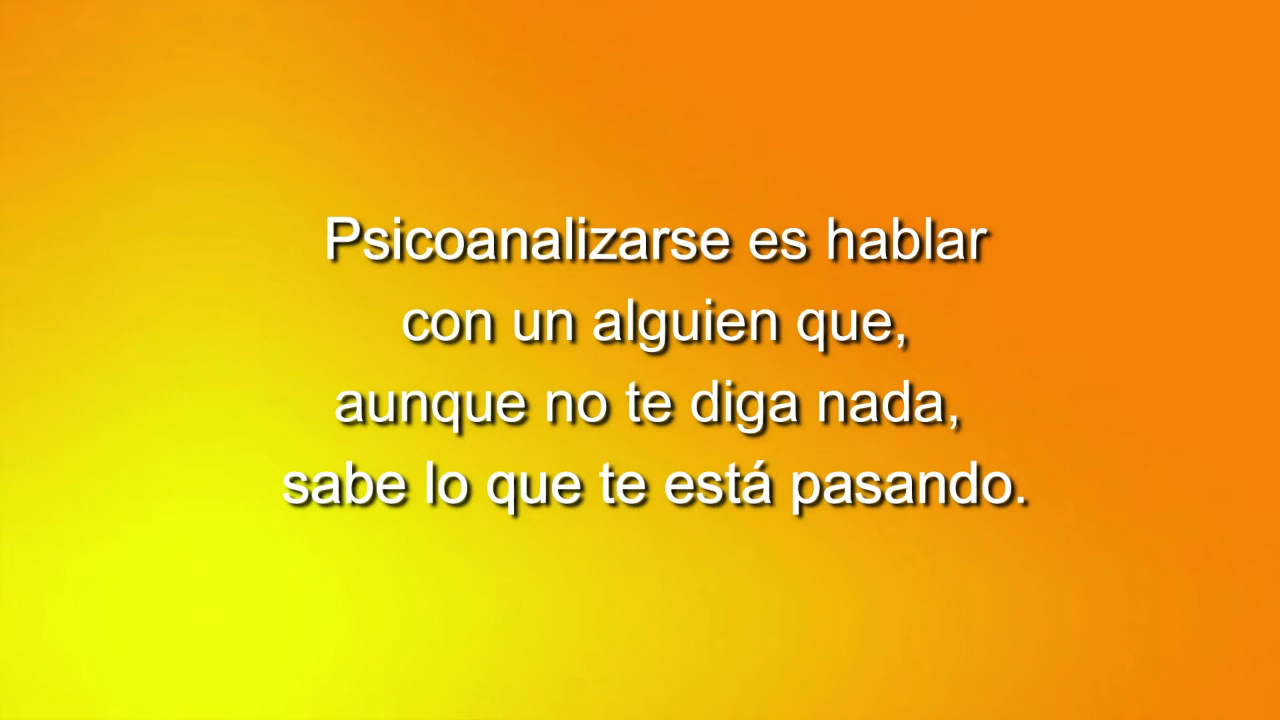 Psicoanalizarse es hablar
con un alguien que,
aunque no te diga nada,
sabe lo que te está pasando.